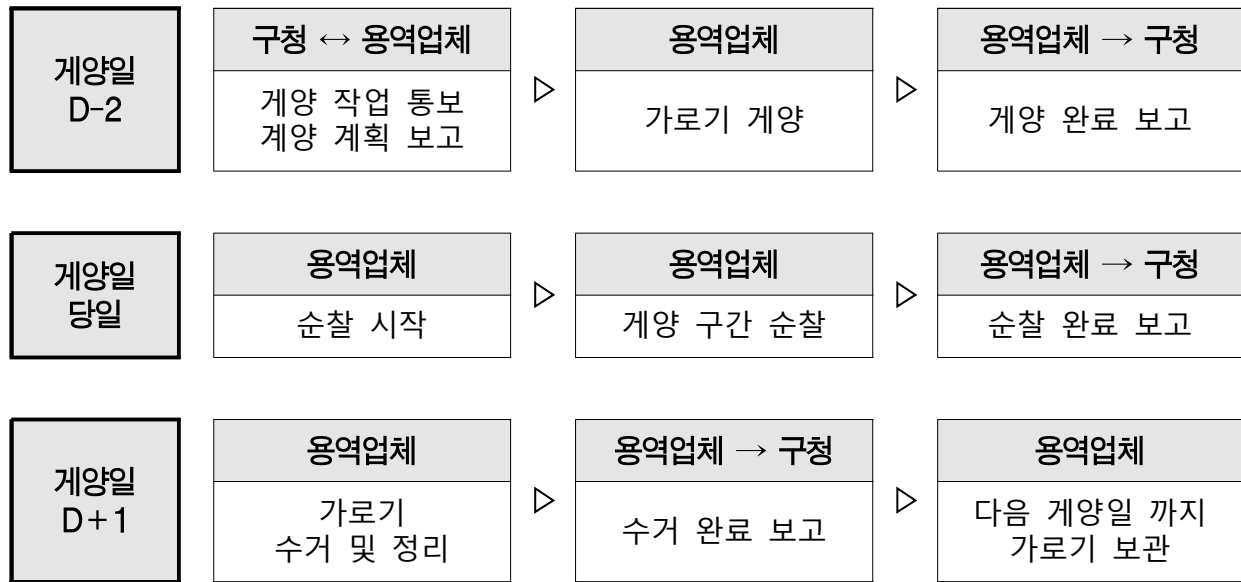 게양일
D-2
구청 ↔ 용역업체
게양 작업 통보
계양 계획 보고
▷
용역업체
가로기 게양
▷
용역업체 → 구청
게양 완료 보고
게양일
당일
용역업체
순찰 시작
▷
용역업체
게양 구간 순찰
▷
용역업체 → 구청
순찰 완료 보고
게양일
D+1
용역업체
가로기
수거 및 정리
▷
용역업체 → 구청
수거 완료 보고
▷
용역업체
다음 게양일 까지
가로기 보관